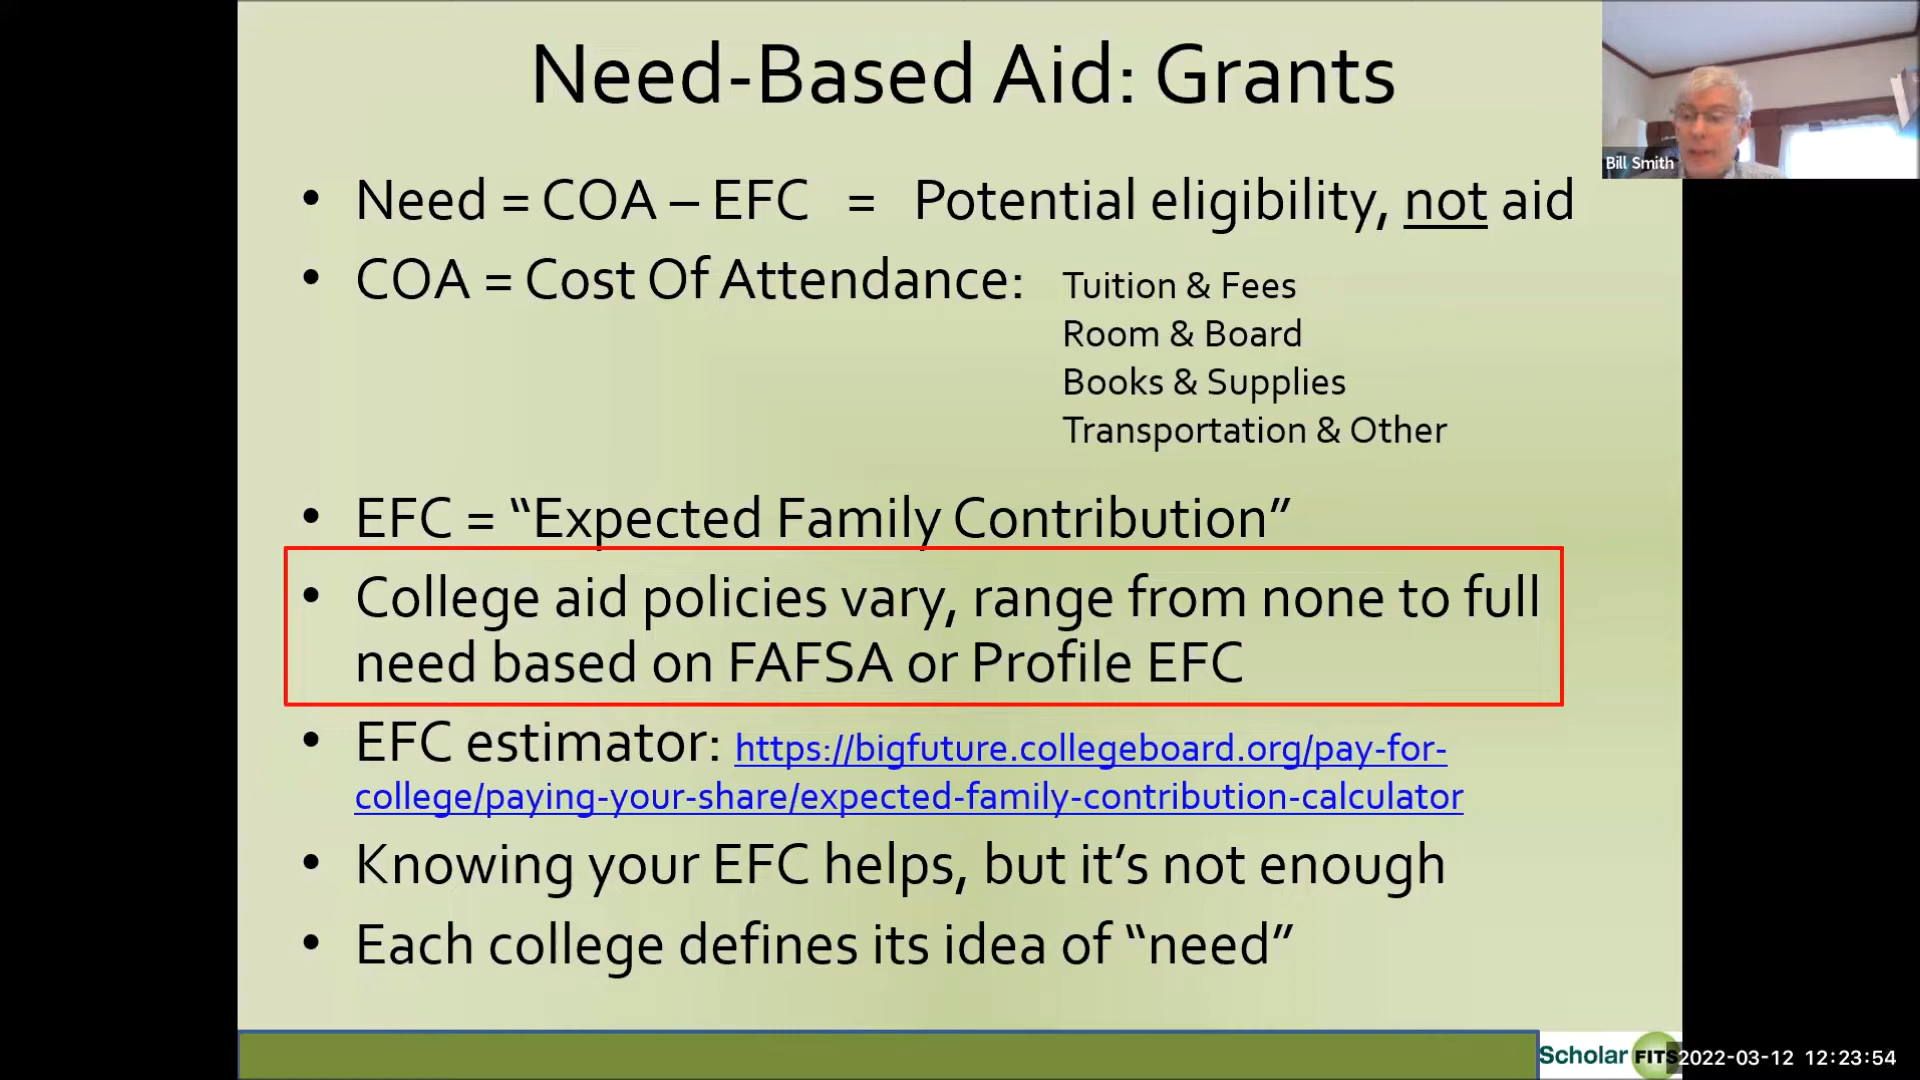 Need-Based Aid: Grants
Bill Smith
• Need = COA – EFC = Potential eligibility, not aid
• COA = Cost Of Attendance: Tuition & Fees
Room & Board
Books & Supplies
Transportation & Other
• EFC = “Expected Family Contribution”
• College aid policies vary, range from none to full
need based on FAFSA or Profile EFC
• EFC estimator: https://bigfuture.collegeboard.org/pay-for-
college/paying-your-share/expected-family-contribution-calculator
• Knowing your EFC helps, but it’s not enough
• Each college defines its idea of “need”
Scholar FITS
2022-03-12 12:23:54